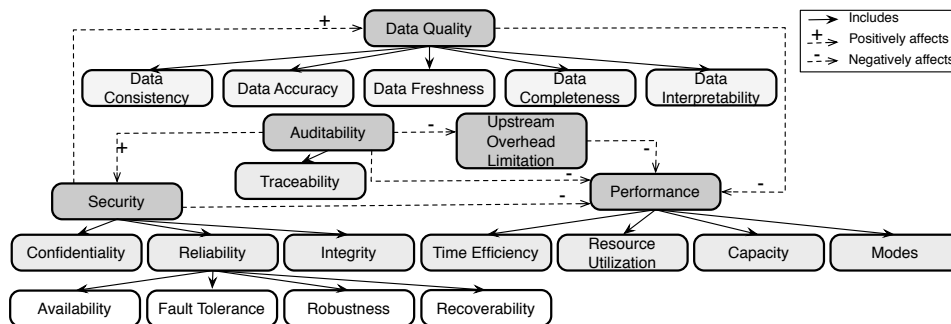 Includes
+
Positively affects
-
Negatively affects
+
Data Quality
Data
Consistency
Data Accuracy
Data Freshness
Data
Completeness
Data
Interpretability
Auditability
-
Upstream
Overhead
Limitation
+
-
Traceability
-
-
Security
-
Performance
Confidentiality
Reliability
Integrity
Time Efficiency
Resource
Utilization
Capacity
Modes
Availability
Fault Tolerance
Robustness
Recoverability